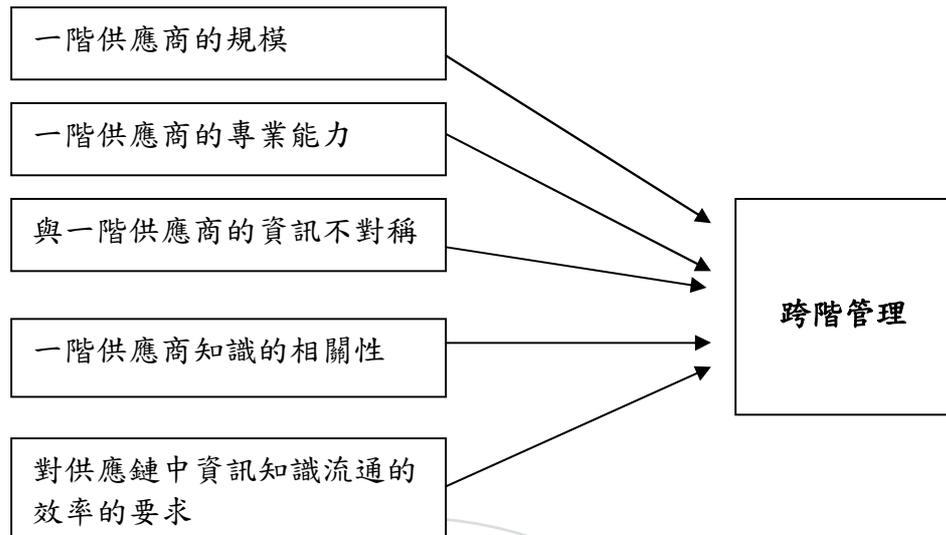 一階供應商的規模
一階供應商的專業能力
與一階供應商的資訊不對稱
跨階管理
一階供應商知識的相關性
對供應鏈中資訊知識流通的
效率的要求